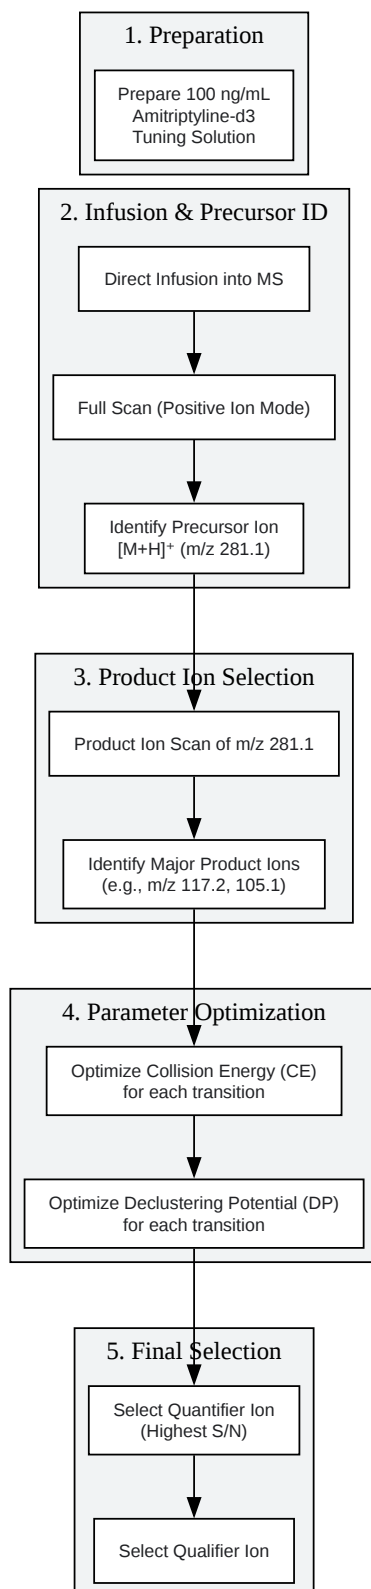 1. Preparation
Prepare 100 ng/mL
Amitriptyline-d3
Tuning Solution
2. Infusion & Precursor ID
Direct Infusion into MS
Full Scan (Positive Ion Mode)
Identify Precursor Ion
[M+H]⁺ (m/z 281.1)
3. Product Ion Selection
Product Ion Scan of m/z 281.1
Identify Major Product Ions
(e.g., m/z 117.2, 105.1)
4. Parameter Optimization
Optimize Collision Energy (CE)
for each transition
Optimize Declustering Potential (DP)
for each transition
5. Final Selection
Select Quantifier Ion
(Highest S/N)
Select Qualifier Ion